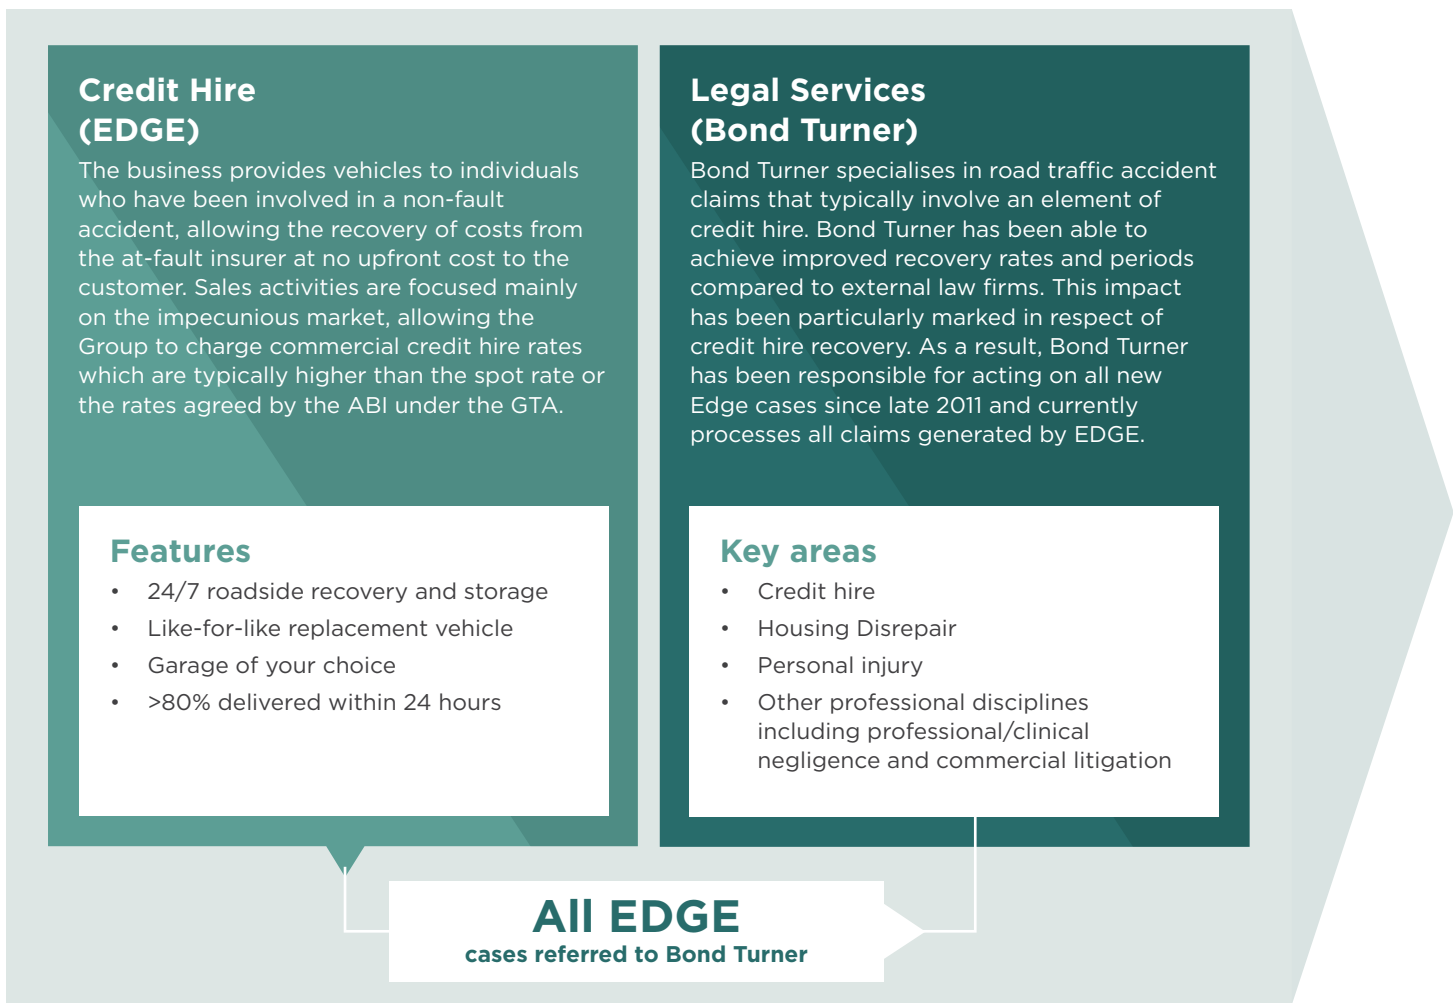 Credit Hire
(EDGE)
The business provides vehicles to individuals
who have been involved in a non-fault
accident, allowing the recovery of costs from
the at-fault insurer at no upfront cost to the
customer. Sales activities are focused mainly
on the impecunious market, allowing the
Group to charge commercial credit hire rates
which are typically higher than the spot rate or
the rates agreed by the ABI under the GTA.
Features
• 24/7 roadside recovery and storage
• Like-for-like replacement vehicle
• Garage of your choice
• >80% delivered within 24 hours
Legal Services
(Bond Turner)
Bond Turner specialises in road traffic accident
claims that typically involve an element of
credit hire. Bond Turner has been able to
achieve improved recovery rates and periods
compared to external law firms. This impact
has been particularly marked in respect of
credit hire recovery. As a result, Bond Turner
has been responsible for acting on all new
Edge cases since late 2011 and currently
processes all claims generated by EDGE.
Key areas
• Credit hire
• Housing Disrepair
• Personal injury
• Other professional disciplines
including professional/clinical
negligence and commercial litigation
All EDGE
cases referred to Bond Turner